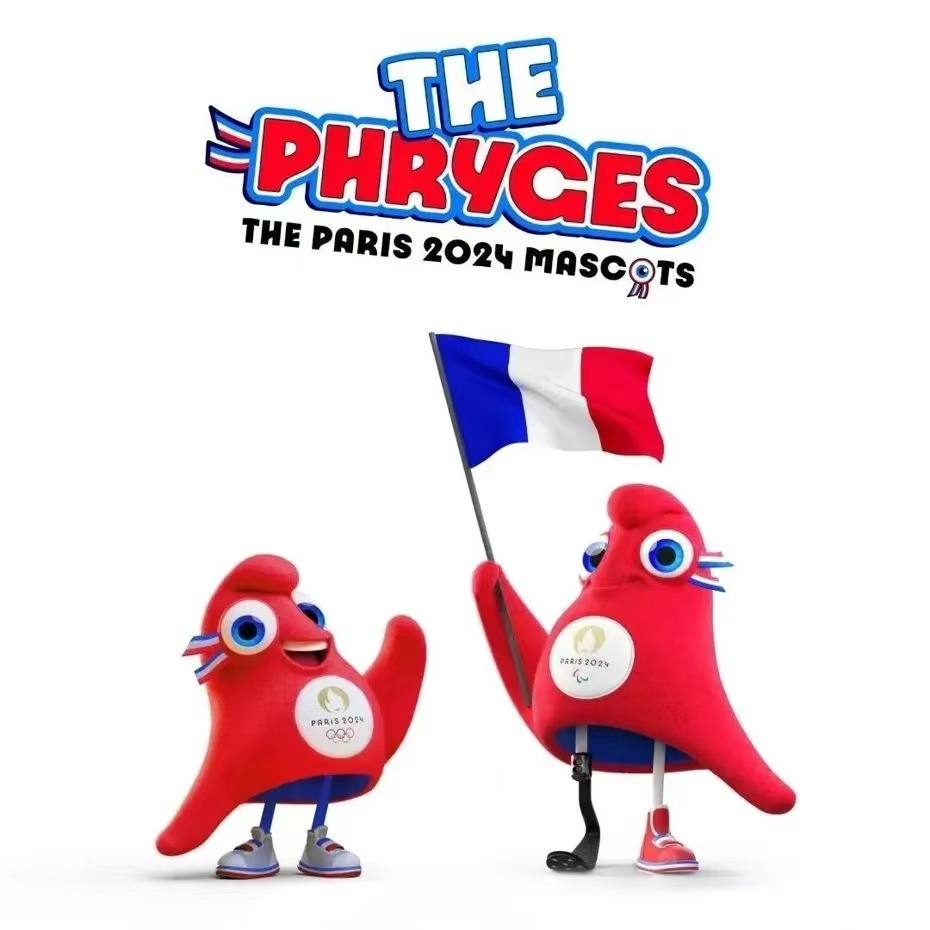 THE
PHRYGES
THE PARIS 2024 MASCOTS
PARIS 2024
PARIS 2024